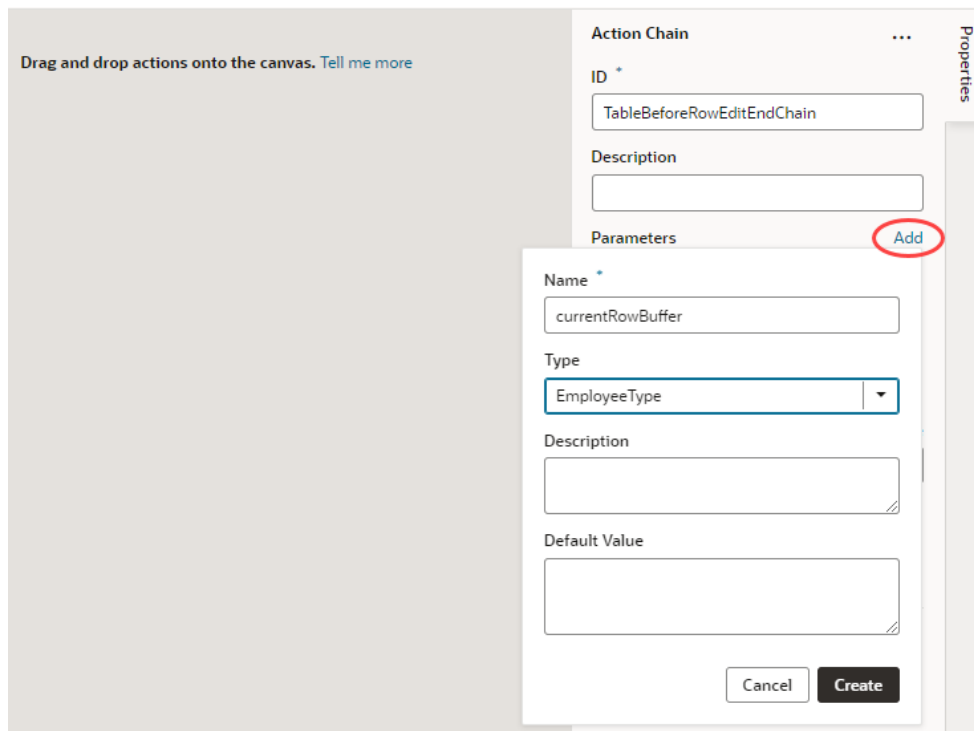 Action Chain
...
Properties
Drag and drop actions onto the canvas. Tell me more
ID *
TableBeforeRowEditEndChain
Description
Parameters Add
Name *
currentRowBuffer
Type
EmployeeType
Description
Default Value
Cancel Create